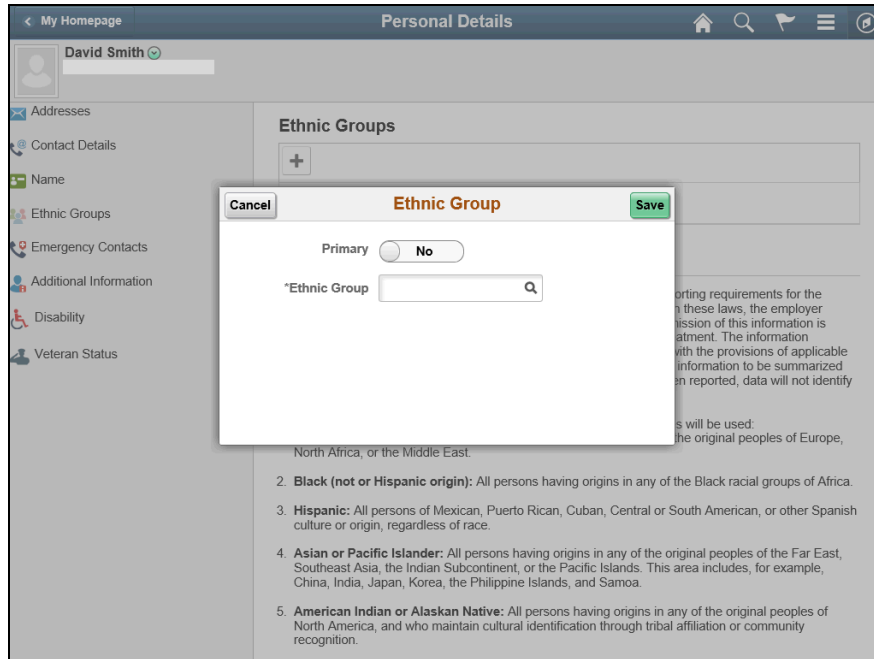 My Homepage
Personal Details
David Smith
Addresses
Contact Details
Name
Ethnic Groups
Emergency Contacts
Additional Information
Disability
Veteran Status
Ethnic Groups
Cancel
Ethnic Group
Save
Primary
No
*Ethnic Group
orting requirements for the
these laws, the employer
ission of this information is
atment. The information
with the provisions of applicable
information to be summarized
en reported, data will not identify
s will be used:
he original peoples of Europe,
North Africa, or the Middle East.
2. Black (not or Hispanic origin): All persons having origins in any of the Black racial groups of Africa.
3. Hispanic: All persons of Mexican, Puerto Rican, Cuban, Central or South American, or other Spanish
culture or origin, regardless of race.
4. Asian or Pacific Islander: All persons having origins in any of the original peoples of the Far East,
Southeast Asia, the Indian Subcontinent, or the Pacific Islands. This area includes, for example,
China, India, Japan, Korea, the Philippine Islands, and Samoa.
5. American Indian or Alaskan Native: All persons having origins in any of the original peoples of
North America, and who maintain cultural identification through tribal affiliation or community
recognition.